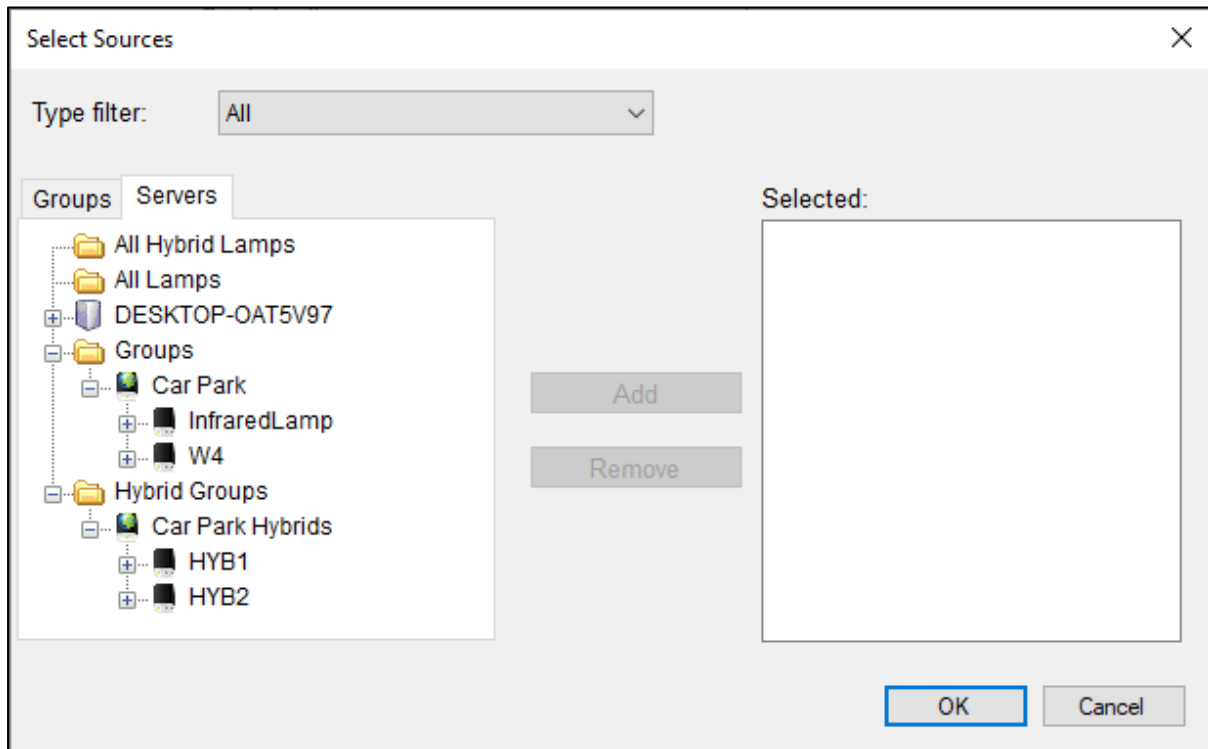 Select Sources
Type filter: All
Groups Servers
All Hybrid Lamps
All Lamps
DESKTOP-OAT5V97
Groups
Car Park
InfraredLamp
W4
Hybrid Groups
Car Park Hybrids
HYB1
HYB2
Add
Remove
Selected:
OK Cancel